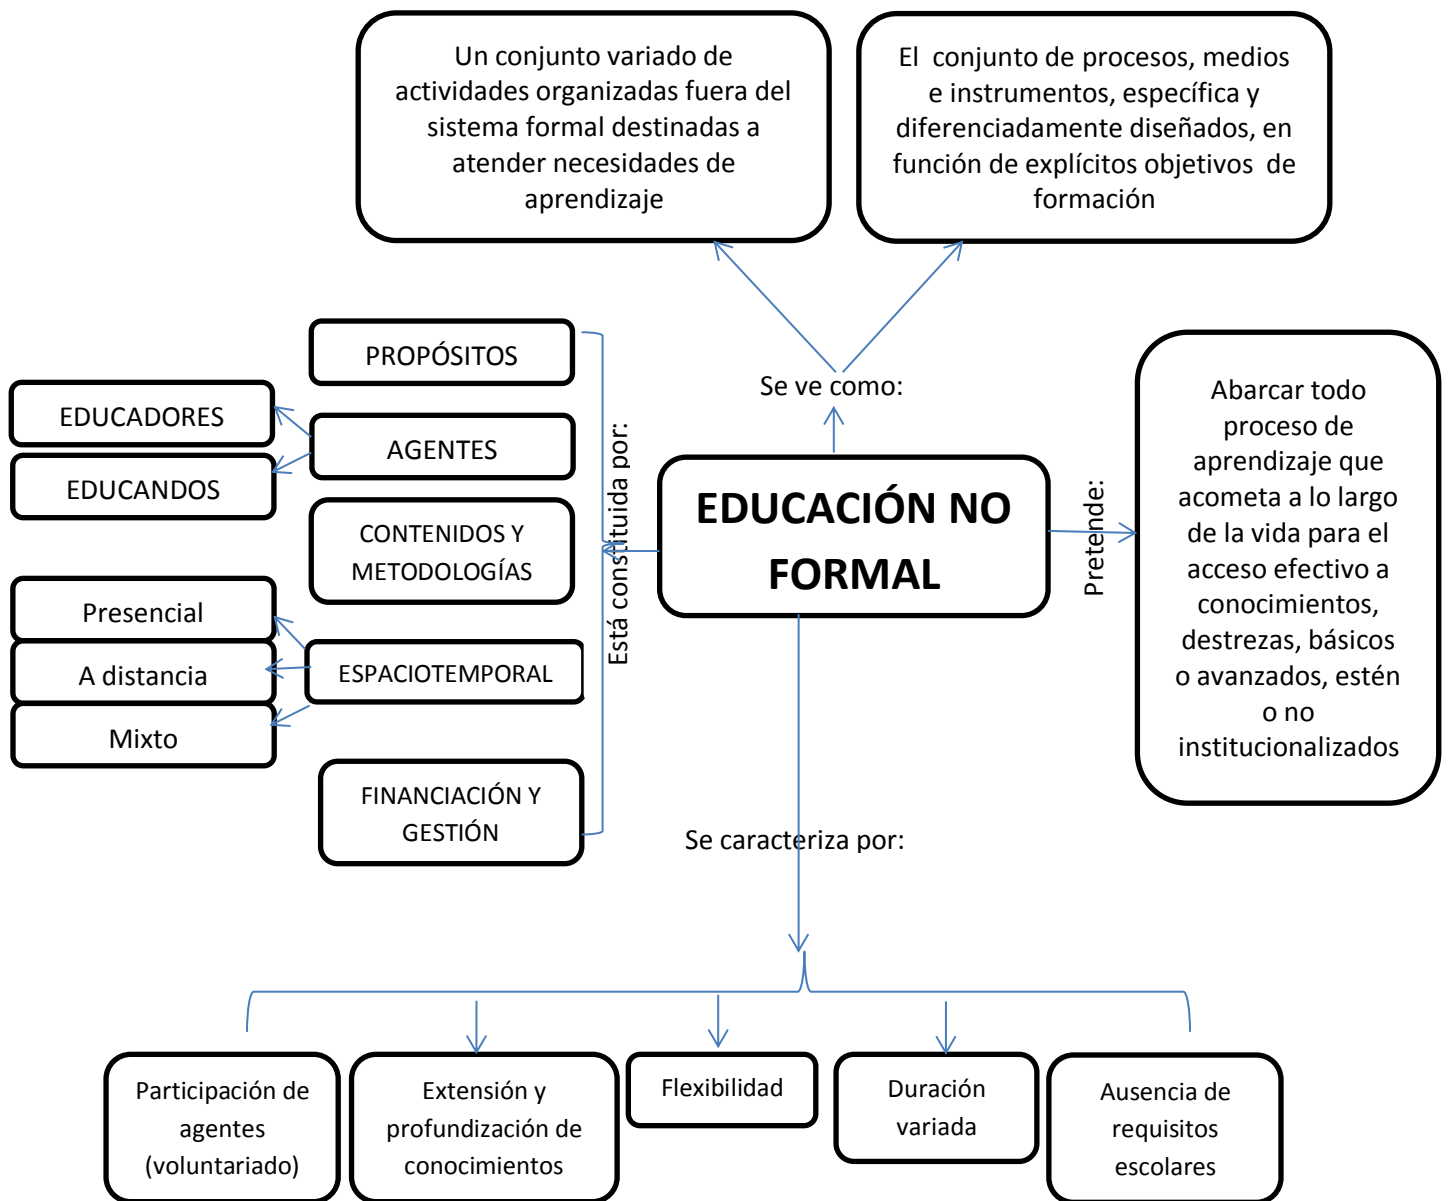 Un conjunto variado de
actividades organizadas fuera del
sistema formal destinadas a
atender necesidades de
aprendizaje
El conjunto de procesos, medios
e instrumentos, específica y
diferenciadamente diseñados, en
función de explícitos objetivos de
formación
Se ve como:
PROPÓSITOS
EDUCADORES
AGENTES
EDUCANDOS
CONTENIDOS Y
METODOLOGÍAS
Presencial
A distancia
Mixto
ESPACIOTEMPORAL
FINANCIACIÓN Y
GESTIÓN
Está constituida por:
EDUCACIÓN NO
FORMAL
Pretende:
Abarcar todo
proceso de
aprendizaje que
acometa a lo largo
de la vida para el
acceso efectivo a
conocimientos,
destrezas, básicos
o avanzados, estén
o no
institucionalizados
Se caracteriza por:
Participación de
agentes
(voluntariado)
Extensión y
profundización de
conocimientos
Flexibilidad
Duración
variada
Ausencia de
requisitos
escolares